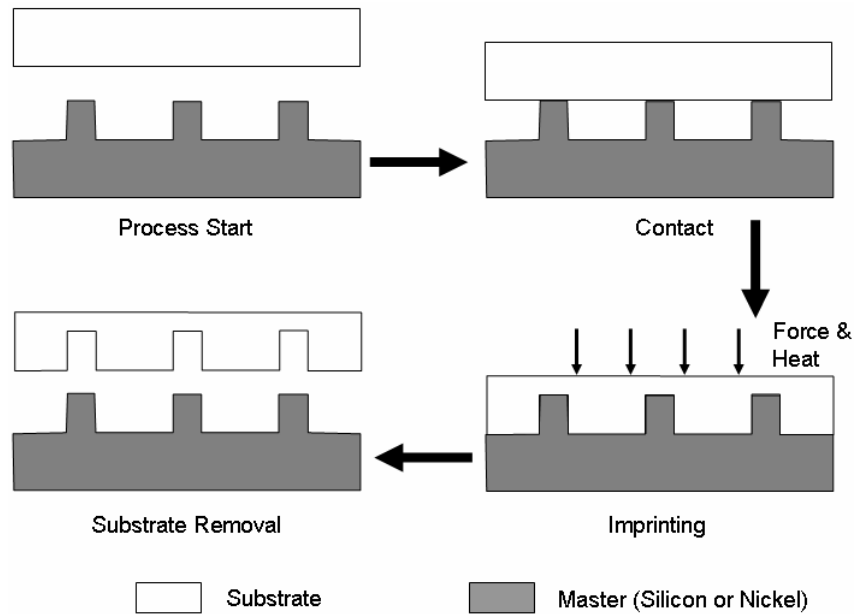 Process Start
Contact
Force &
Heat
Substrate Removal
Imprinting
Substrate
Master (Silicon or Nickel)